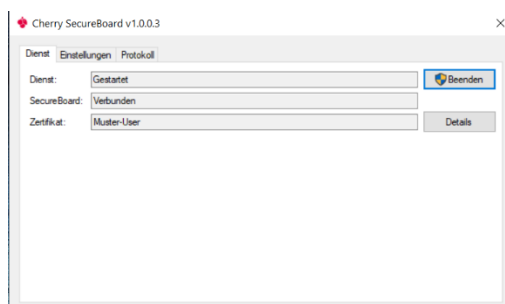 Cherry SecureBoard v1.0.0.3
Dienst Einstellungen Protokoll
Dienst: Gestartet Beenden
SecureBoard: Verbunden
Zertifikat: Muster-User Details